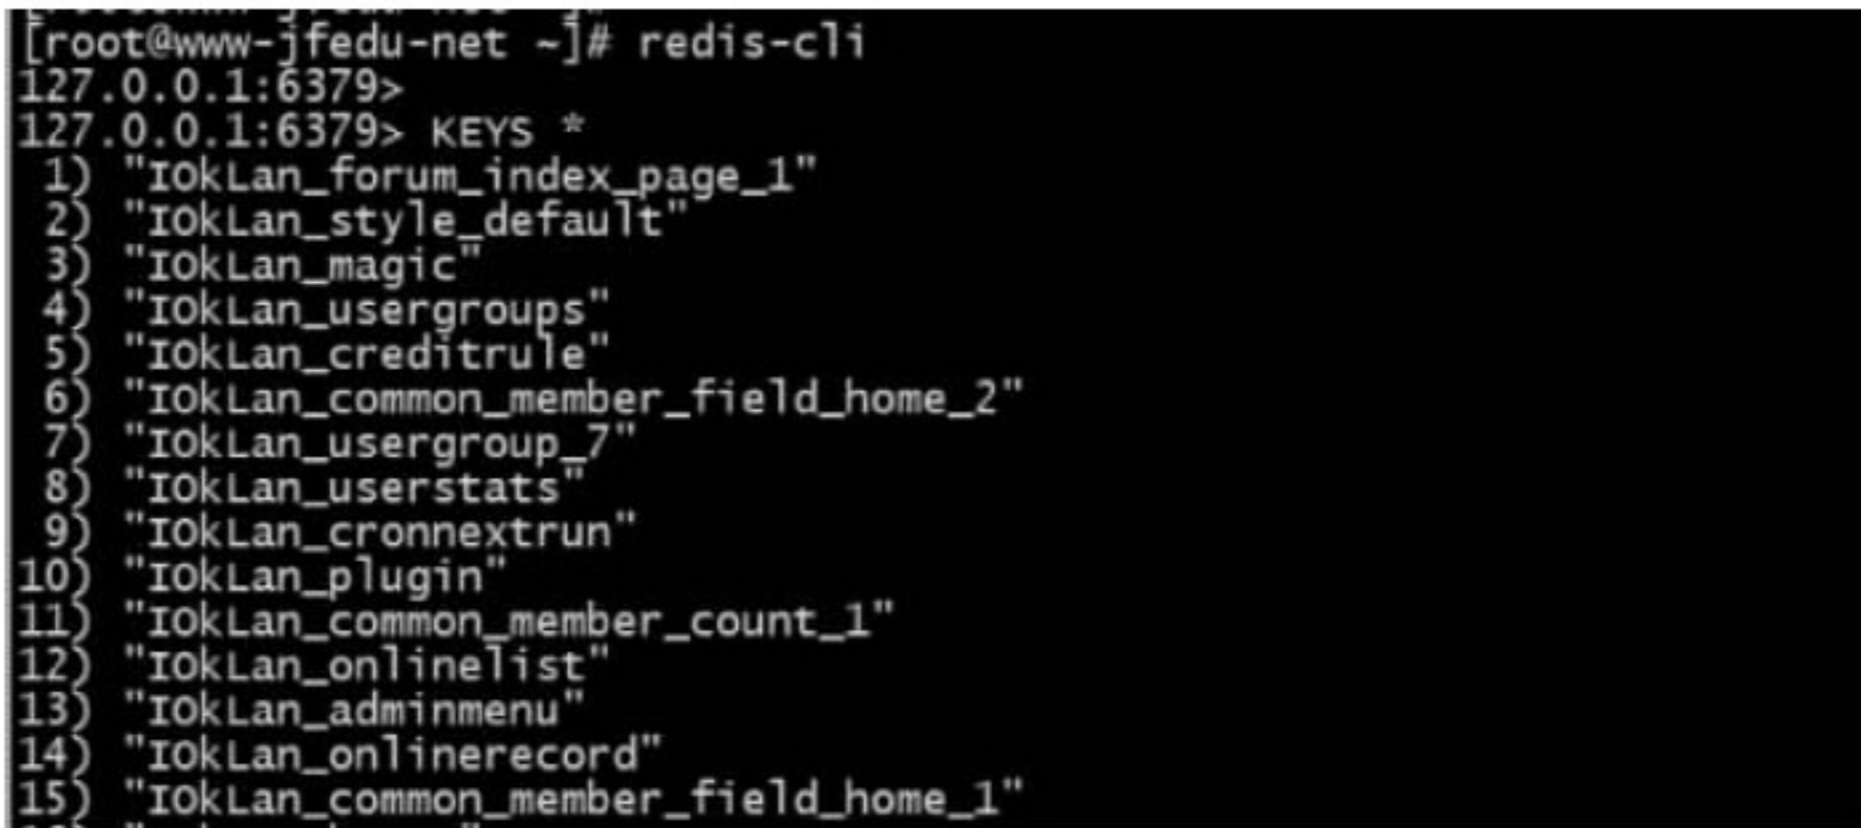 [root@www-jfedu-net ~]# redis-cli
127.0.0.1:6379>
127.0.0.1:6379> KEYS *
1) "IOkLan_forum_index_page_1"
2) "IOkLan_style_default"
3) "IOkLan_magic"
4) "IOkLan_usergroups"
5) "IOkLan_creditrule"
6) "IOkLan_common_member_field_home_2"
7) "IOkLan_usergroup_7"
8) "IOkLan_userstats"
9) "IOkLan_cronnextrun"
10) "IOkLan_plugin"
11) "IOkLan_common_member_count_1"
12) "IOkLan_onlinelist"
13) "IOkLan_adminmenu"
14) "IOkLan_onlinerecord"
15) "IOkLan_common_member_field_home_1"